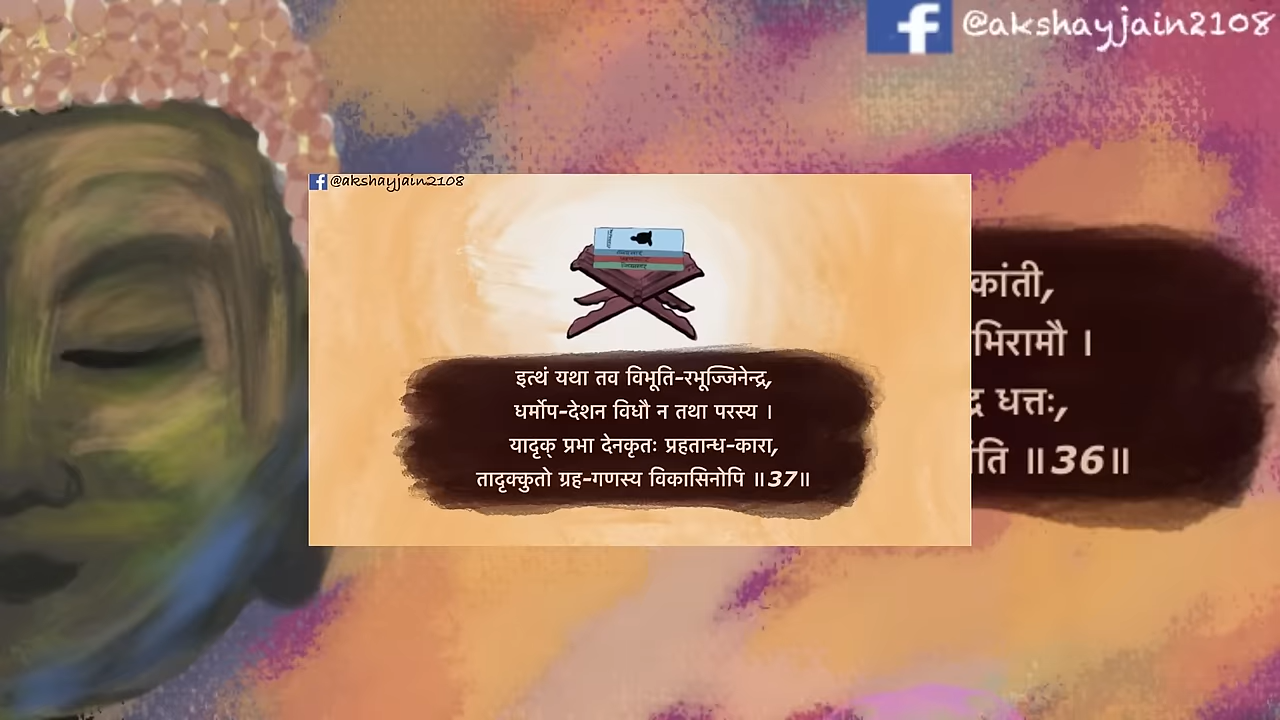 @akshayjain2108
@akshayjain2108
इत्थं यथा तव विभूति-रभूज्जिनेन्द्र,
धर्मोप-देशन विधौ न तथा परस्य ।
यादृक् प्रभा देनकृतः प्रहतान्ध-कारा,
तादृक्कुतो ग्रह-गणस्य विकासिनोपि ॥37॥
कांती,
भिरामौ ।
धत्तः,
॥36॥